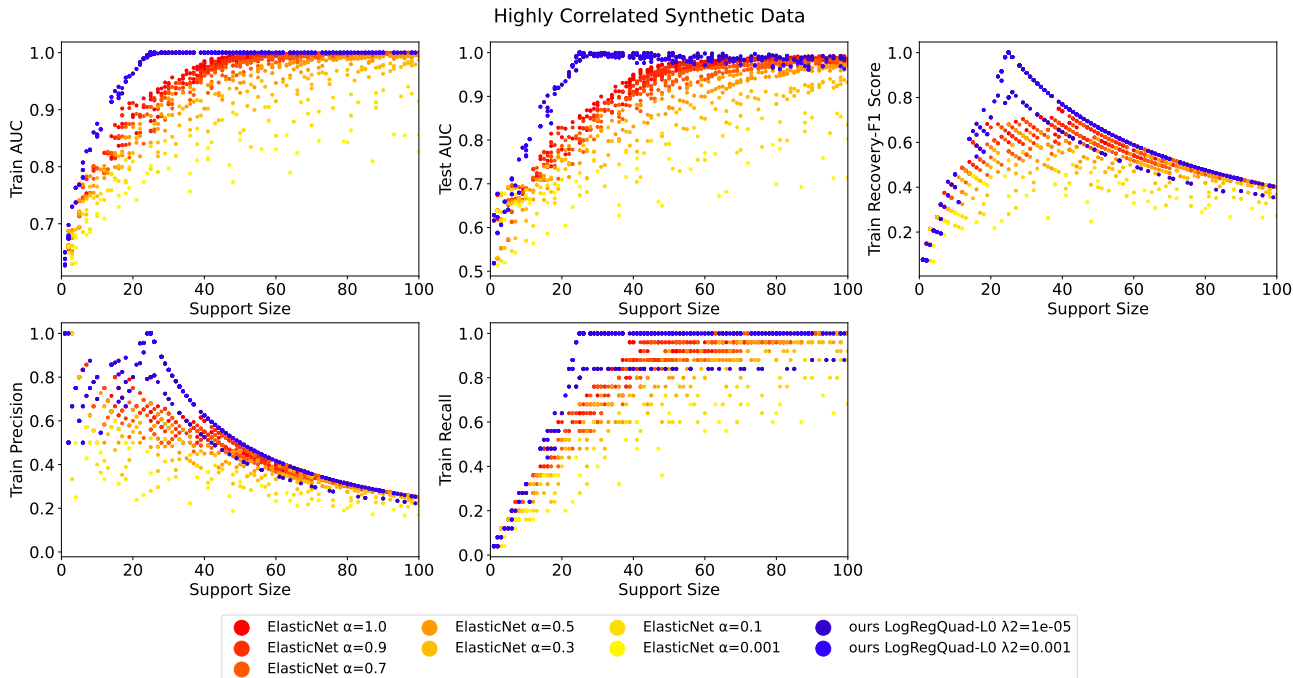 Highly Correlated Synthetic Data
Train AUC
1.0
0.9
0.8
0.7
0 20 40 60 80 100
Support Size
Test AUC
1.0
0.9
0.8
0.7
0.6
0.5
0 20 40 60 80 100
Support Size
Train Recovery-F1 Score
1.0
0.8
0.6
0.4
0.2
0 20 40 60 80 100
Support Size
Train Precision
1.0
0.8
0.6
0.4
0.2
0.0
0 20 40 60 80 100
Support Size
Train Recall
1.0
0.8
0.6
0.4
0.2
0.0
0 20 40 60 80 100
Support Size
ElasticNet α=1.0
ElasticNet α=0.9
ElasticNet α=0.7
ElasticNet α=0.5
ElasticNet α=0.3
ElasticNet α=0.1
ElasticNet α=0.001
ours LogRegQuad-L0 λ2=1e-05
ours LogRegQuad-L0 λ2=0.001